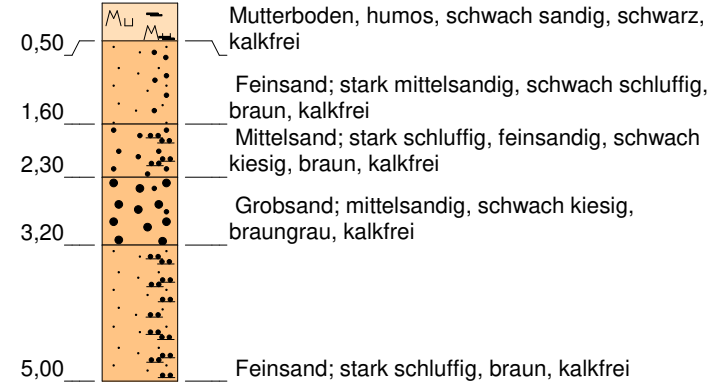 Mutterboden, humos, schwach sandig, schwarz,
0,50 kalkfrei
Feinsand; stark mittelsandig, schwach schluffig,
1,60 braun, kalkfrei
Mittelsand; stark schluffig, feinsandig, schwach
2,30 kiesig, braun, kalkfrei
Grobsand; mittelsandig, schwach kiesig,
3,20 braungrau, kalkfrei
5,00 Feinsand; stark schluffig, braun, kalkfrei